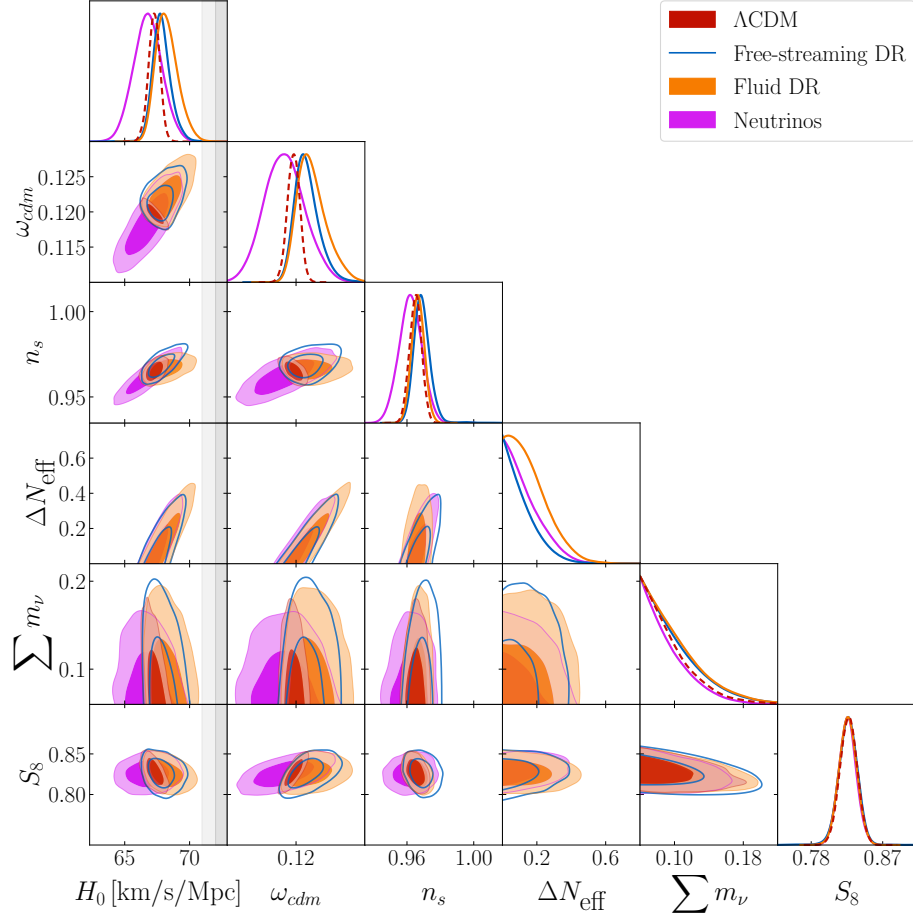 ΛCDM
Free-streaming DR
Fluid DR
Neutrinos
0.125
0.120
0.115
ω_cdm
1.00
0.95
n_s
0.6
0.4
0.2
ΔN_eff
0.2
0.1
∑ m_ν
0.85
0.80
S_8
65 70 0.12 0.96 1.00 0.2 0.6 0.10 0.18 0.78 0.87
H_0 [km/s/Mpc] ω_cdm n_s ΔN_eff ∑ m_ν S_8